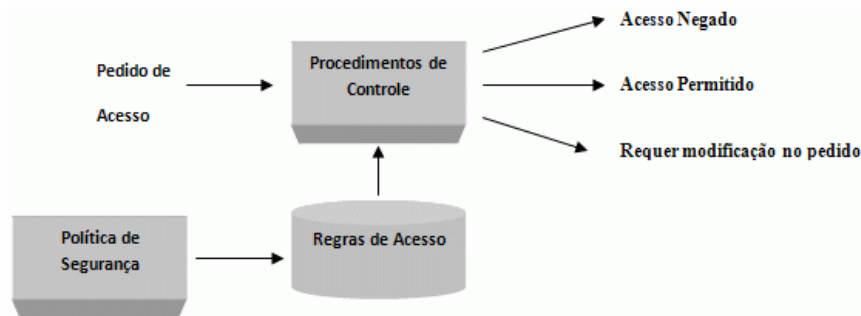 Pedido de
Acesso
Procedimentos de
Controle
Acesso Negado
Acesso Permitido
Requer modificação no pedido
Política de
Segurança
Regras de Acesso